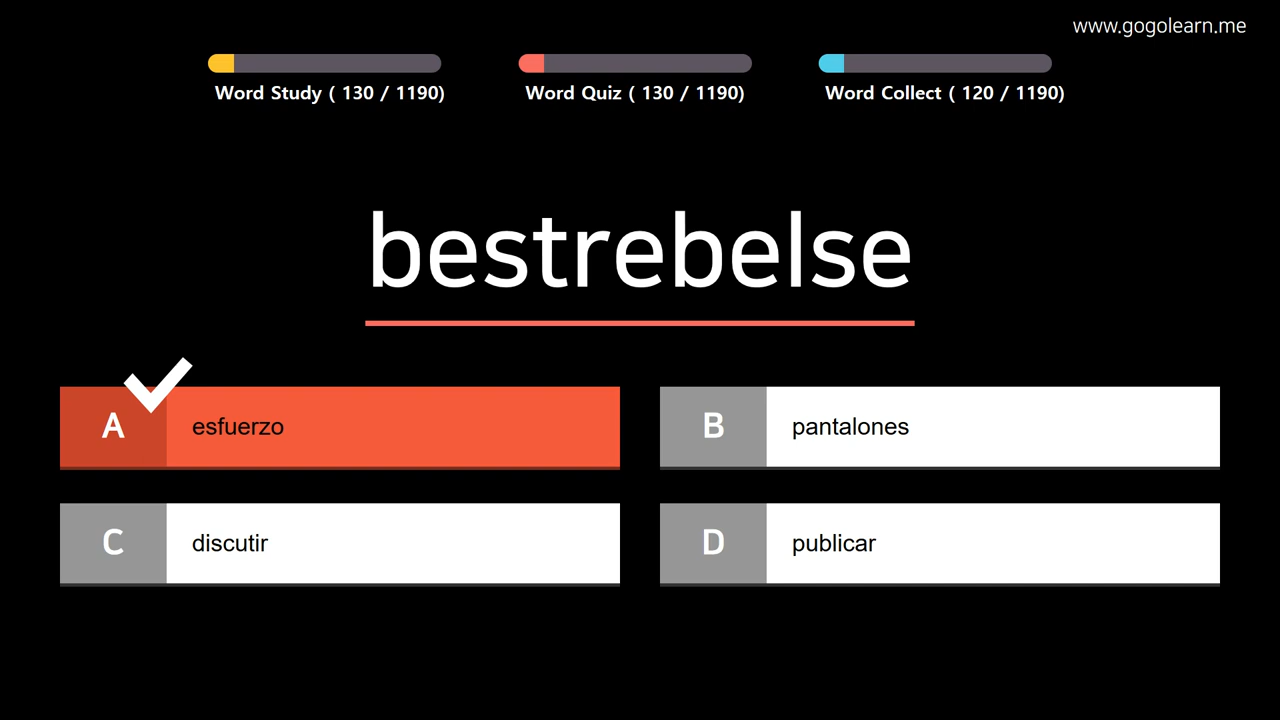 www.gogolearn.me
Word Study ( 130 / 1190)
Word Quiz ( 130 / 1190)
Word Collect ( 120 / 1190)
bestrebelse
A esfuerzo
B pantalones
C discutir
D publicar